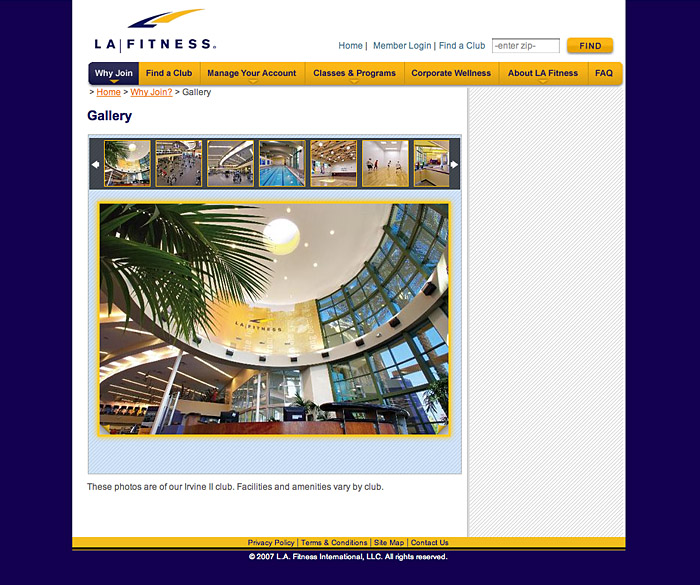 LA|FITNESS.
Home | Member Login | Find a Club -enter zip- FIND
Why Join Find a Club Manage Your Account Classes & Programs Corporate Wellness About LA Fitness FAQ
> Home > Why Join? > Gallery
Gallery
LA|FITNESS
These photos are of our Irvine II club. Facilities and amenities vary by club.
Privacy Policy | Terms & Conditions | Site Map | Contact Us
© 2007 L.A. Fitness International, LLC. All rights reserved.